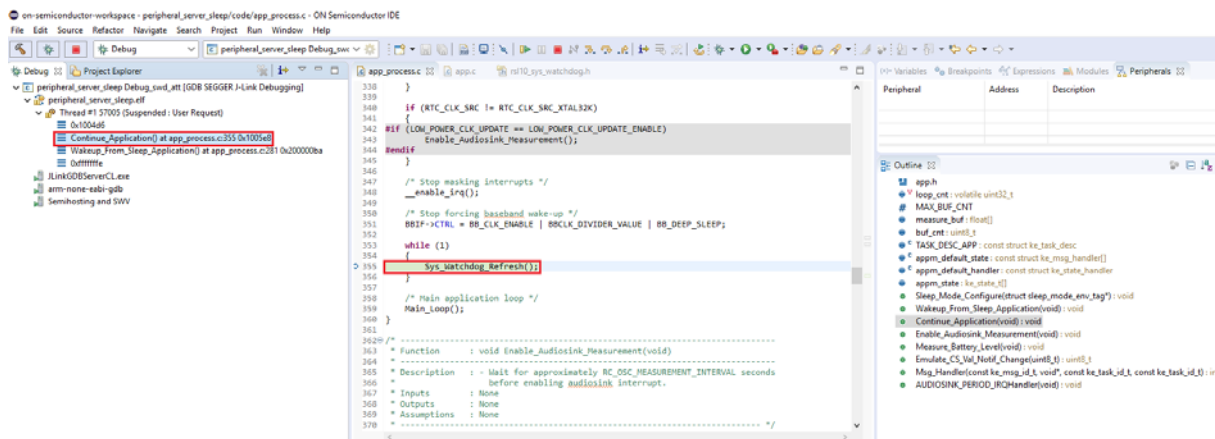 on-semiconductor-workspace - peripheral_server_sleep/code/app_process.c - ON Semiconductor IDE
File Edit Source Refactor Navigate Search Project Run Window Help
Debug
peripheral_server_sleep Debug_swd
Debug
Project Explorer
peripheral_server_sleep Debug_swd_att [GDB SEGGER J-Link Debugging]
peripheral_server_sleep.elf
Thread #1 57005 (Suspended : User Request)
0x1004d6
Continue_Application() at app_process.c:355 0x1005e8
Wakeup_From_Sleep_Application() at app_process.c:281 0x200000ba
0xfffffffe
JLinkGDBServerCL.exe
arm-none-eabi-gdb
Semihosting and SWV
app_process.c
app.c
rsl10_sys_watchdog.h
338 }
339
340 if (RTC_CLK_SRC != RTC_CLK_SRC_XTAL32K)
341 {
342 #if (LOW_POWER_CLK_UPDATE == LOW_POWER_CLK_UPDATE_ENABLE)
343 Enable_Audiosink_Measurement();
344 #endif
345 }
346
347 /* Stop masking interrupts */
348 __enable_irq();
349
350 /* Stop forcing baseband wake-up */
351 BBIF->CTRL = BB_CLK_ENABLE | BBCLK_DIVIDER_VALUE | BB_DEEP_SLEEP;
352
353 while (1)
354 {
355 Sys_Watchdog_Refresh();
356 }
357
358 /* Main application loop */
359 Main_Loop();
360 }
361
362 /* ----------------------------------------------------------------------------
363 * Function : void Enable_Audiosink_Measurement(void)
364 * ----------------------------------------------------------------------------
365 * Description : - Wait for approximately RC_OSC_MEASUREMENT_INTERVAL seconds
366 * before enabling audiosink interrupt.
367 * Inputs : None
368 * Outputs : None
369 * Assumptions : None
370 * ------------------------------------------------------------------------- */
Variables
Breakpoints
Expressions
Modules
Peripherals
Peripheral Address Description
Outline
app.h
loop_cnt : volatile uint32_t
MAX_BUF_CNT
measure_buf : float[]
buf_cnt : uint8_t
TASK_DESC_APP : const struct ke_task_desc
appm_default_state : const struct ke_msg_handler[]
appm_default_handler : const struct ke_state_handler
appm_state : ke_state_t[]
Sleep_Mode_Configure(struct sleep_mode_env_tag*) : void
Wakeup_From_Sleep_Application(void) : void
Continue_Application(void) : void
Enable_Audiosink_Measurement(void) : void
Measure_Battery_Level(void) : void
Emulate_CS_Val_Notif_Change(uint8_t) : uint8_t
Msg_Handler(const ke_msg_id_t, void*, const ke_task_id_t, const ke_task_id_t) : in
AUDIOSINK_PERIOD_IRQHandler(void) : void